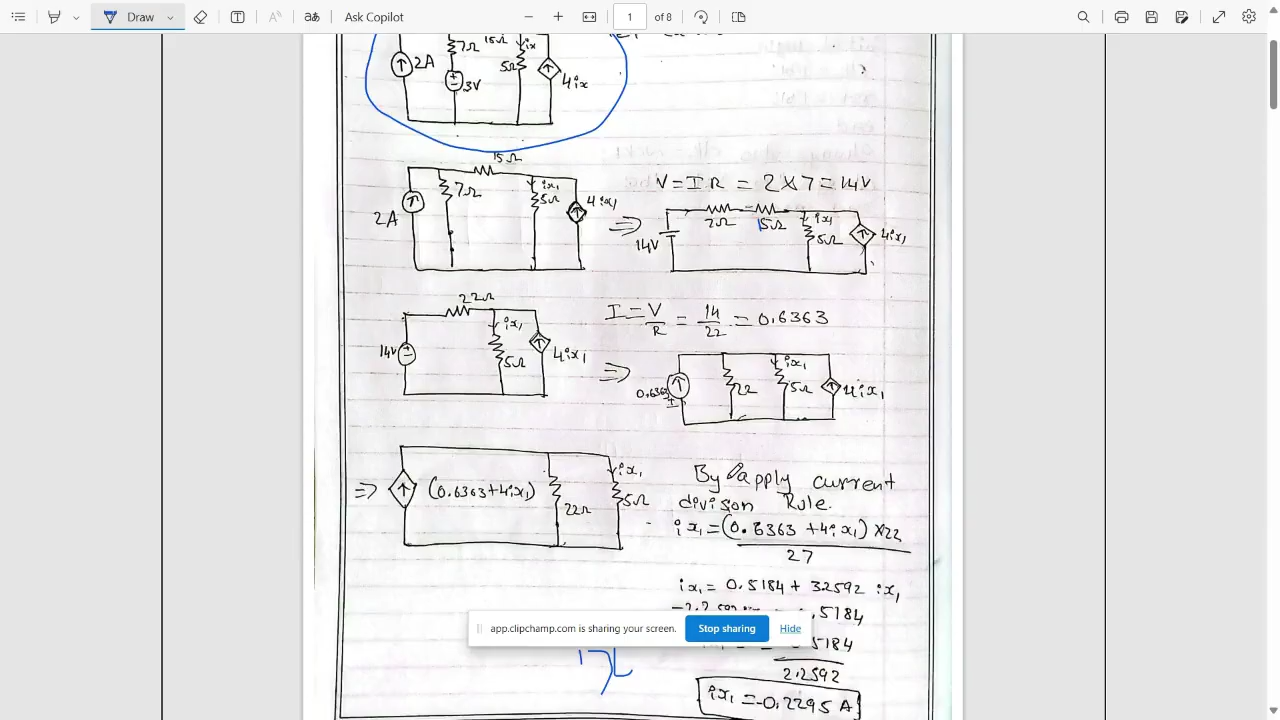 Draw
Ask Copilot
1 of 8
7Ω 15Ω ix
2A 5Ω
3V 4ix
15Ω
7Ω ix1 4ix1
2A 5Ω
V = IR = 2 X 7 = 14V
⇒ 14V 15Ω ix1 5Ω 4ix1
22Ω
14V ix1 5Ω 4ix1
I = V/R = 14/22 = 0.6363
⇒ 0.6363 22 ix1 5Ω 4ix1
⇒ (0.6363+4ix1) 22Ω ix1 5Ω
By apply current
divison Rule.
ix1 = (0.6363 + 4ix1) X22
27
ix1 = 0.5184 + 3.2592 ix1
.5184
app.clipchamp.com is sharing your screen. Stop sharing Hide
5184
2.2592
ix1 = -0.2295 A